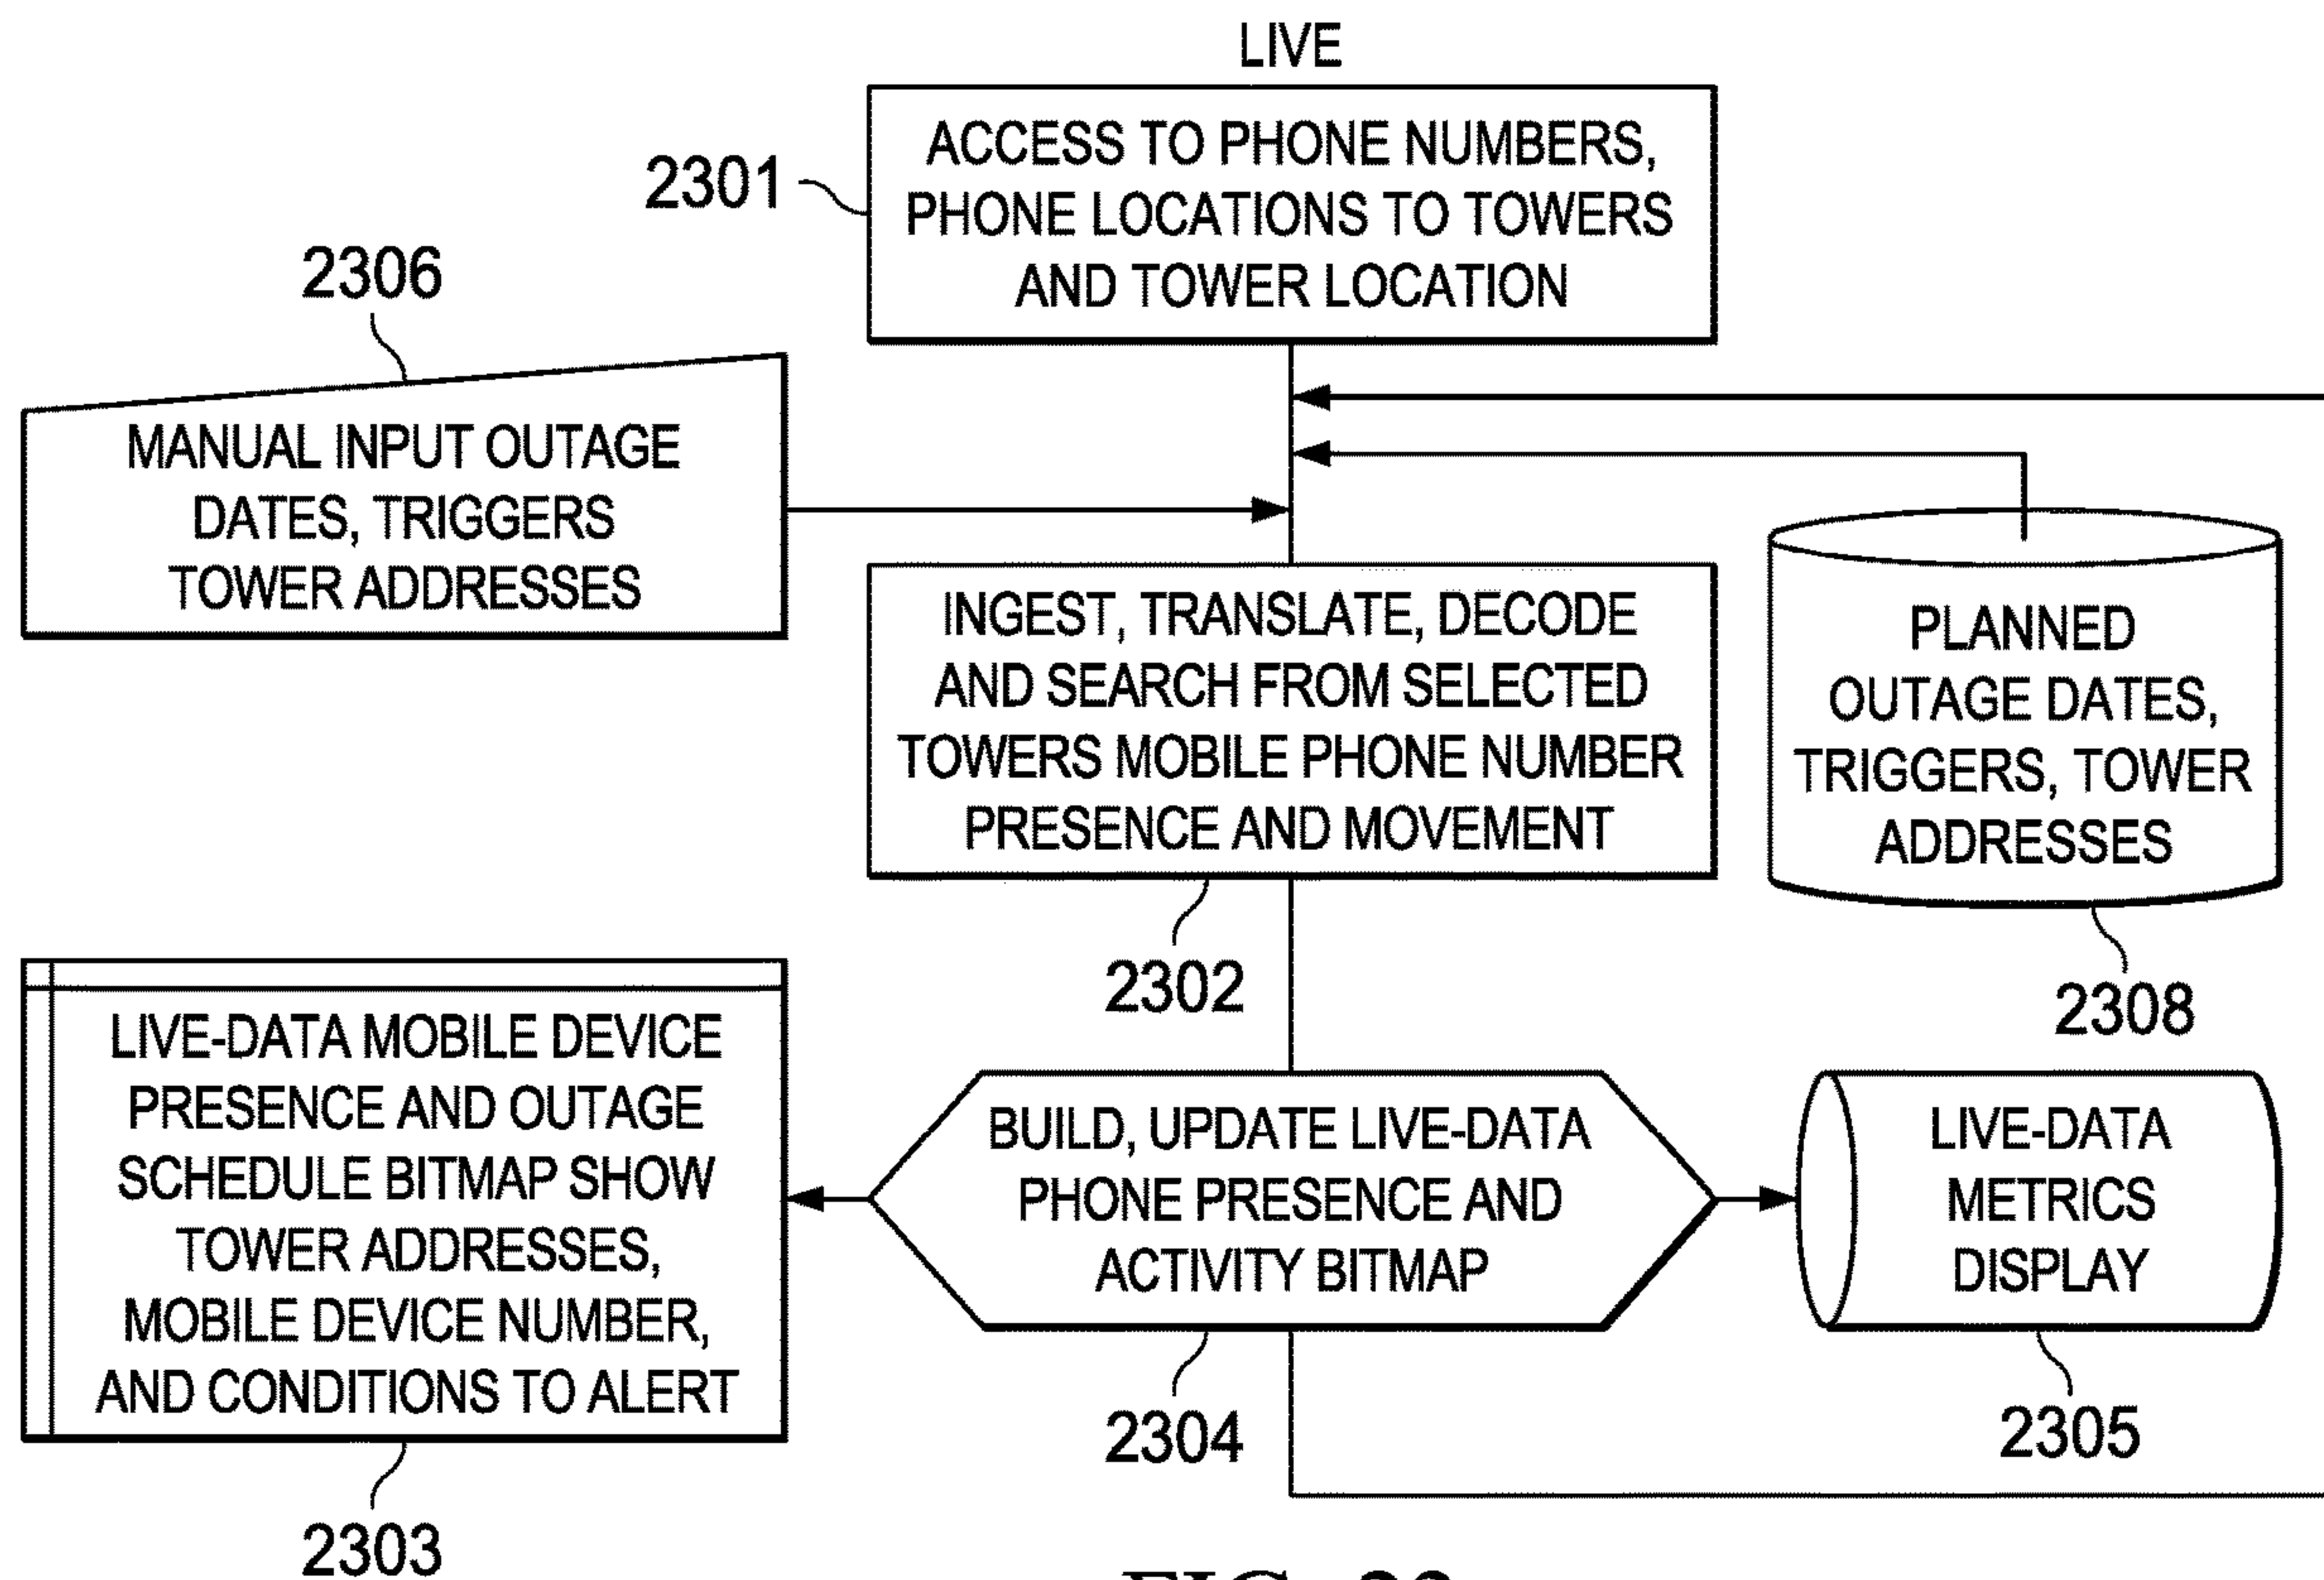 LIVE
ACCESS TO PHONE NUMBERS,
PHONE LOCATIONS TO TOWERS
AND TOWER LOCATION
2301
2306
MANUAL INPUT OUTAGE
DATES, TRIGGERS
TOWER ADDRESSES
INGEST, TRANSLATE, DECODE
AND SEARCH FROM SELECTED
TOWERS MOBILE PHONE NUMBER
PRESENCE AND MOVEMENT
2302
PLANNED
OUTAGE DATES,
TRIGGERS, TOWER
ADDRESSES
2308
LIVE-DATA MOBILE DEVICE
PRESENCE AND OUTAGE
SCHEDULE BITMAP SHOW
TOWER ADDRESSES,
MOBILE DEVICE NUMBER,
AND CONDITIONS TO ALERT
2303
BUILD, UPDATE LIVE-DATA
PHONE PRESENCE AND
ACTIVITY BITMAP
2304
LIVE-DATA
METRICS
DISPLAY
2305